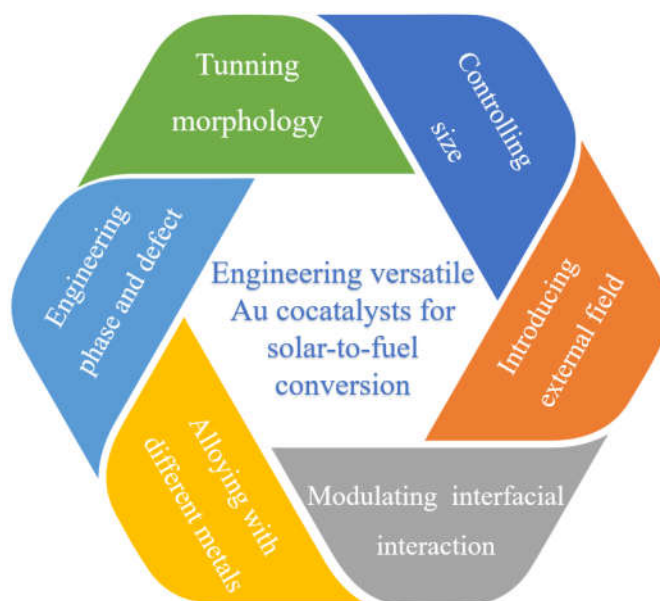 Tunning
morphology
Controlling
size
Introducing
external field
Modulating interfacial
interaction
Alloying with
different metals
Engineering
phase and defect
Engineering versatile
Au cocatalysts for
solar-to-fuel
conversion